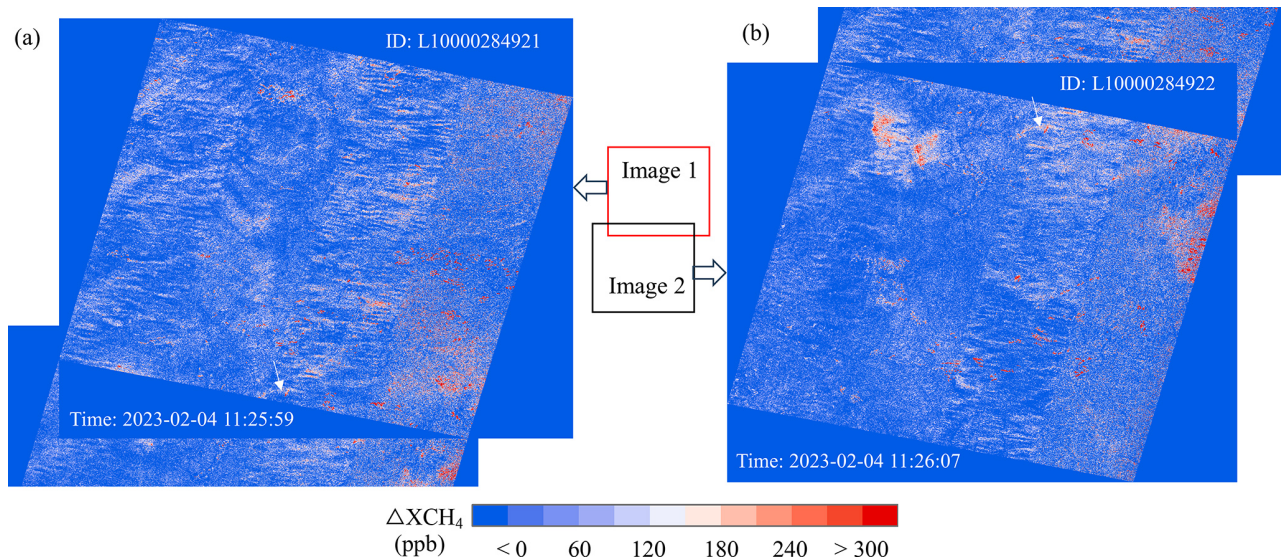 (a)
ID: L10000284921
Time: 2023-02-04 11:25:59
Image 1
Image 2
(b)
ID: L10000284922
Time: 2023-02-04 11:26:07
△XCH₄
(ppb)
< 0 60 120 180 240 > 300